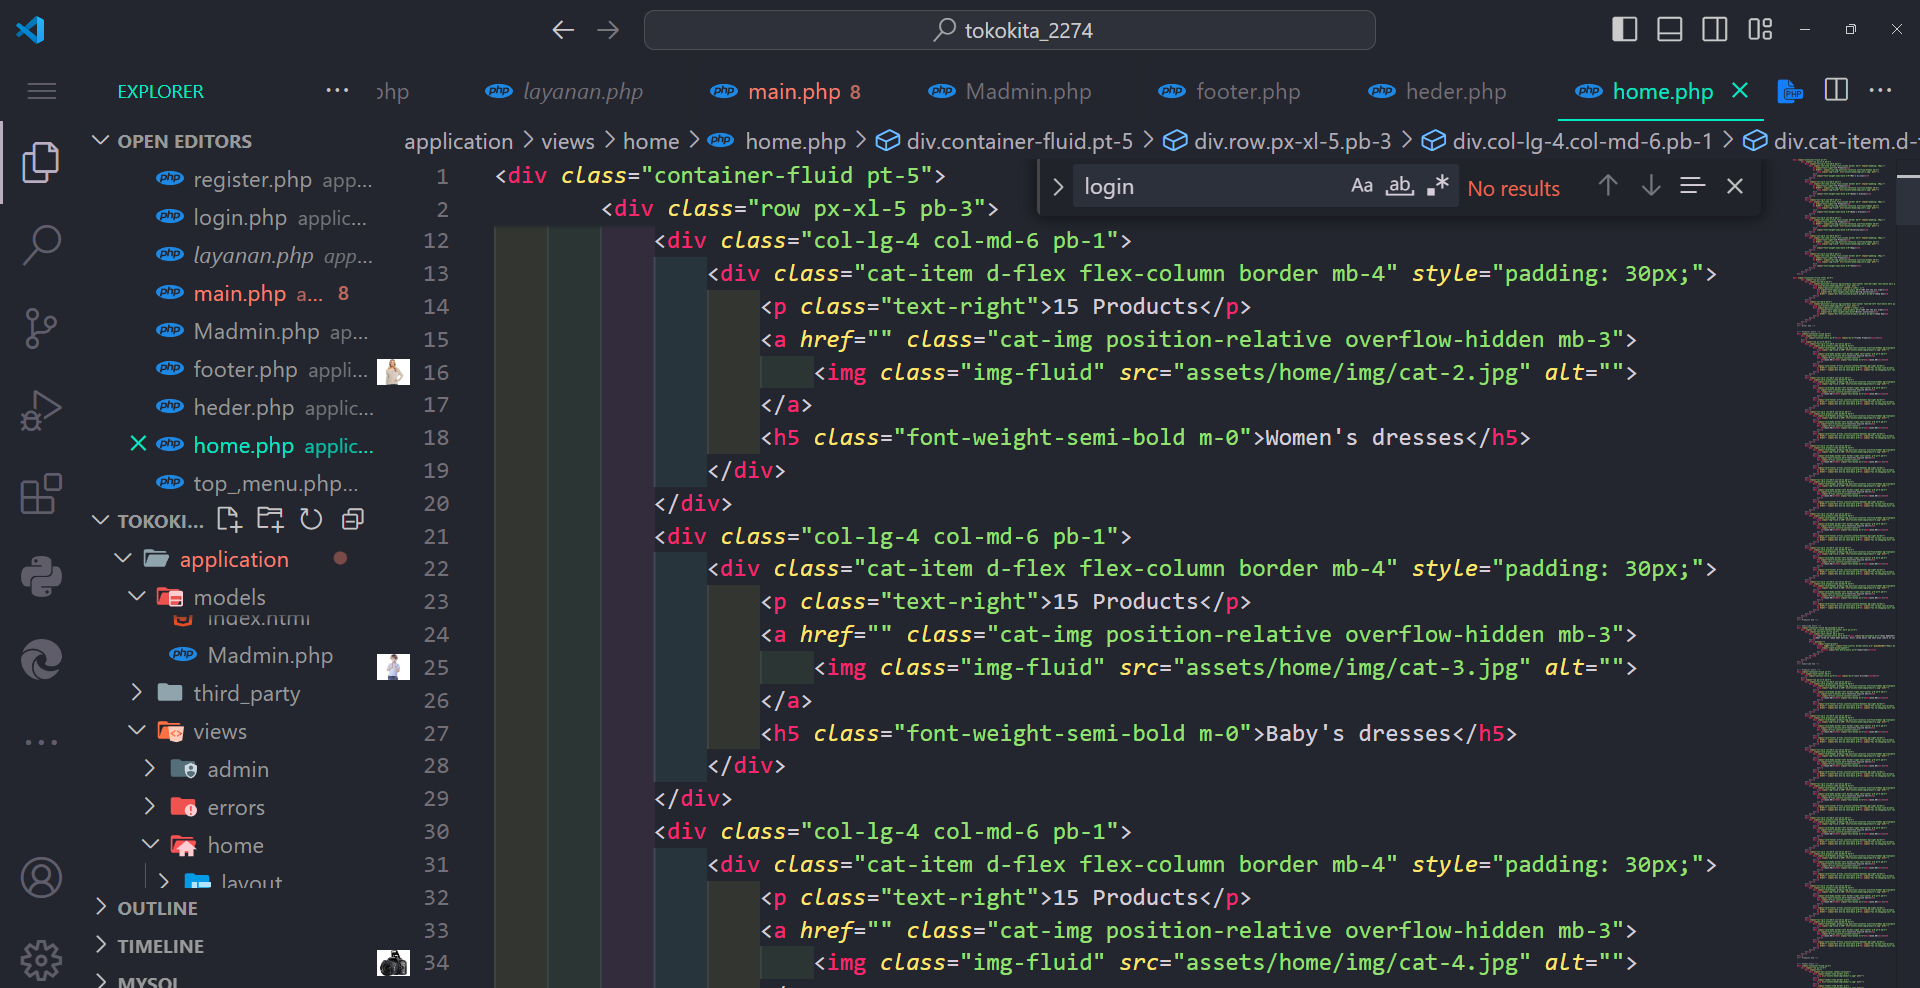 tokokita_2274
EXPLORER
php
layanan.php
main.php 8
Madmin.php
footer.php
heder.php
home.php
OPEN EDITORS
register.php app...
login.php applic...
layanan.php app...
main.php a... 8
Madmin.php ap...
footer.php appli...
heder.php applic...
home.php applic...
top_,menu.php...
TOKOKI...
application
models
index.html
Madmin.php
third_party
views
admin
errors
home
layout
OUTLINE
TIMELINE
MYSQL
application > views > home > home.php > div.container-fluid.pt-5 > div.row.px-xl-5.pb-3 > div.col-lg-4.col-md-6.pb-1 > div.cat-item.d-
login
Aa ab .* No results
1 <div class="container-fluid pt-5">
2 <div class="row px-xl-5 pb-3">
12 <div class="col-lg-4 col-md-6 pb-1">
13 <div class="cat-item d-flex flex-column border mb-4" style="padding: 30px;">
14 <p class="text-right">15 Products</p>
15 <a href="" class="cat-img position-relative overflow-hidden mb-3">
16 <img class="img-fluid" src="assets/home/img/cat-2.jpg" alt="">
17 </a>
18 <h5 class="font-weight-semi-bold m-0">Women's dresses</h5>
19 </div>
20 </div>
21 <div class="col-lg-4 col-md-6 pb-1">
22 <div class="cat-item d-flex flex-column border mb-4" style="padding: 30px;">
23 <p class="text-right">15 Products</p>
24 <a href="" class="cat-img position-relative overflow-hidden mb-3">
25 <img class="img-fluid" src="assets/home/img/cat-3.jpg" alt="">
26 </a>
27 <h5 class="font-weight-semi-bold m-0">Baby's dresses</h5>
28 </div>
29 </div>
30 <div class="col-lg-4 col-md-6 pb-1">
31 <div class="cat-item d-flex flex-column border mb-4" style="padding: 30px;">
32 <p class="text-right">15 Products</p>
33 <a href="" class="cat-img position-relative overflow-hidden mb-3">
34 <img class="img-fluid" src="assets/home/img/cat-4.jpg" alt="">